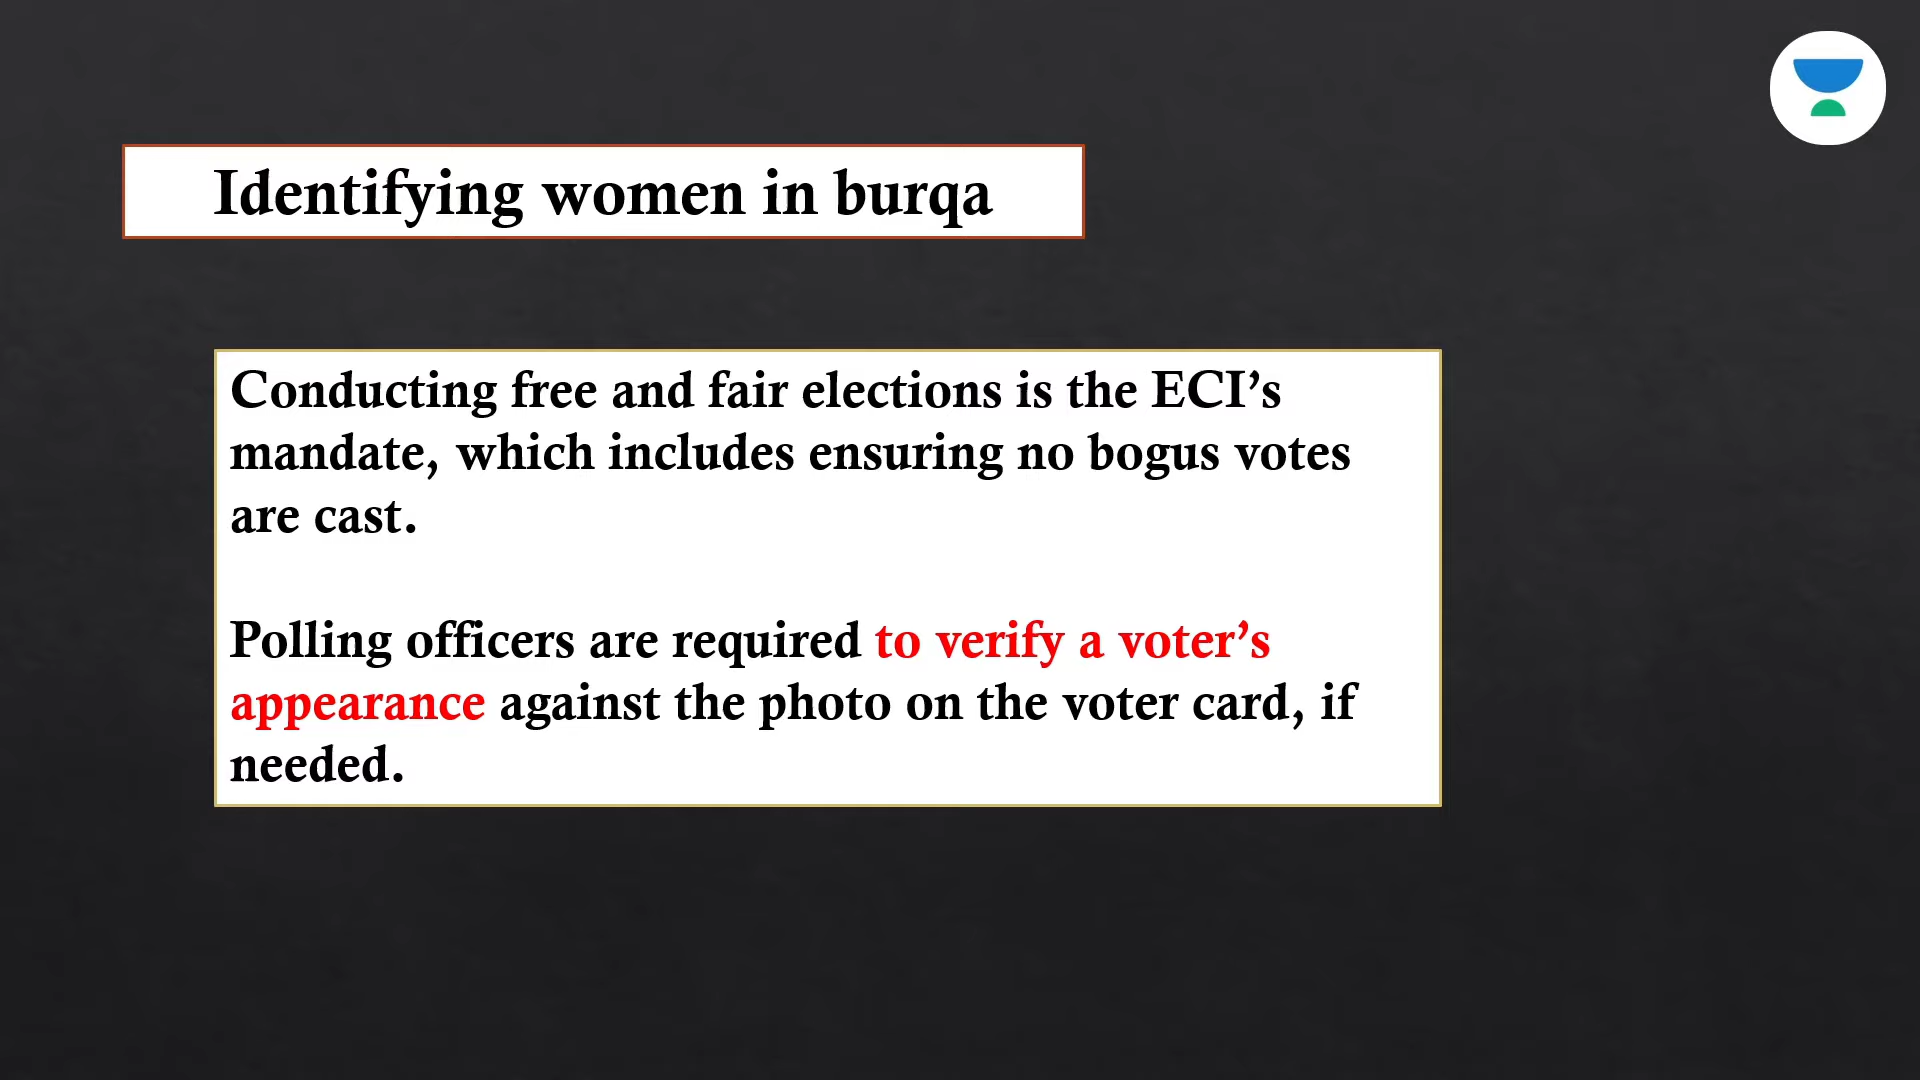 Identifying women in burqa
Conducting free and fair elections is the ECI’s
mandate, which includes ensuring no bogus votes
are cast.
Polling officers are required to verify a voter’s
appearance against the photo on the voter card, if
needed.